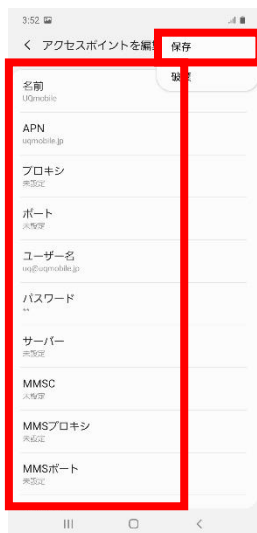 3:52
アクセスポイントを編
保存
破棄
名前
UQmobile
APN
uqmobile.jp
プロキシ
未設定
ポート
未設定
ユーザー名
uq@uqmobile.jp
パスワード
**
サーバー
未設定
MMSC
未設定
MMSプロキシ
未設定
MMSポート
未設定